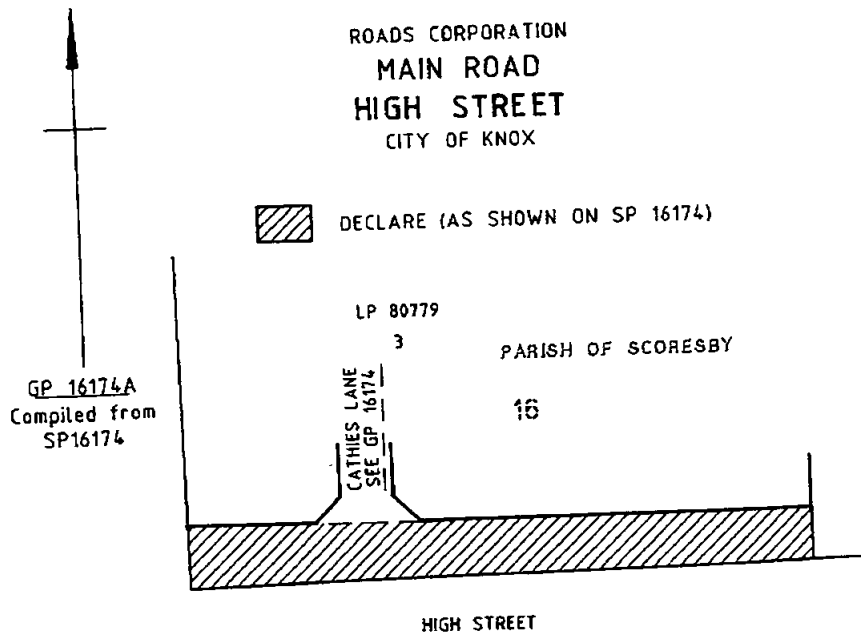 ROADS CORPORATION
MAIN ROAD
HIGH STREET
CITY OF KNOX
DECLARE (AS SHOWN ON SP 16174)
LP 80779
3
PARISH OF SCORESBY
16
GP 16174A
Compiled from
SP16174
CATHIES LANE
SEE GP 16174
HIGH STREET